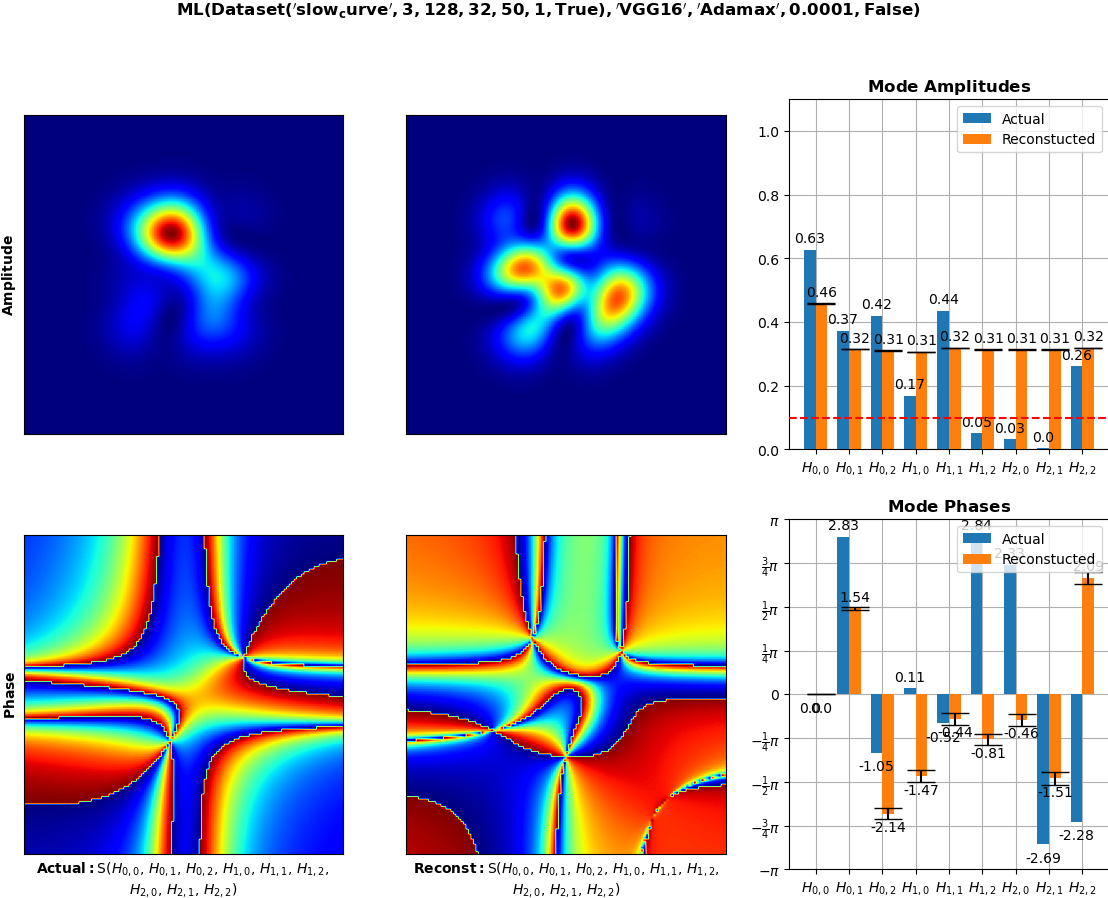 ML(Dataset('slow_curve', 3, 128, 32, 50, 1, True), 'VGG16', 'Adamax', 0.0001, False)
Amplitude
Mode Amplitudes
Actual
Reconstucted
1.0
0.8
0.6
0.4
0.2
0.0
0.63
0.46
0.37
0.32
0.42
0.31
0.17
0.31
0.44
0.32
0.05
0.31
0.03
0.31
0.0
0.31
0.26
0.32
H0,0 H0,1 H0,2 H1,0 H1,1 H1,2 H2,0 H2,1 H2,2
Phase
Actual: S(H0,0, H0,1, H0,2, H1,0, H1,1, H1,2,
H2,0, H2,1, H2,2)
Reconst: S(H0,0, H0,1, H0,2, H1,0, H1,1, H1,2,
H2,0, H2,1, H2,2)
Mode Phases
Actual
Reconstucted
π
3/4π
1/2π
1/4π
0
−1/4π
−1/2π
−3/4π
−π
0.0
0.0
2.83
1.54
-1.05
-2.14
0.11
-1.47
-0.52
-0.44
2.84
-0.81
2.33
-0.46
-2.69
-1.51
-2.28
H0,0 H0,1 H0,2 H1,0 H1,1 H1,2 H2,0 H2,1 H2,2